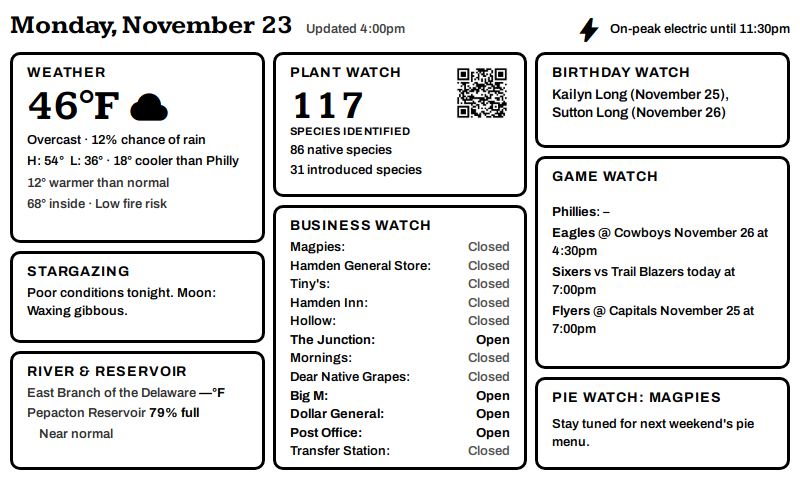 Monday, November 23
Updated 4:00pm
On-peak electric until 11:30pm
WEATHER
46°F
Overcast · 12% chance of rain
H: 54° L: 36° · 18° cooler than Philly
12° warmer than normal
68° inside · Low fire risk
STARGAZING
Poor conditions tonight. Moon:
Waxing gibbous.
RIVER & RESERVOIR
East Branch of the Delaware —°F
Pepacton Reservoir 79% full
Near normal
PLANT WATCH
117
SPECIES IDENTIFIED
86 native species
31 introduced species
BUSINESS WATCH
Magpies: Closed
Hamden General Store: Closed
Tiny's: Closed
Hamden Inn: Closed
Hollow: Closed
The Junction: Open
Mornings: Closed
Dear Native Grapes: Closed
Big M: Open
Dollar General: Open
Post Office: Open
Transfer Station: Closed
BIRTHDAY WATCH
Kailyn Long (November 25),
Sutton Long (November 26)
GAME WATCH
Phillies: –
Eagles @ Cowboys November 26 at
4:30pm
Sixers vs Trail Blazers today at
7:00pm
Flyers @ Capitals November 25 at
7:00pm
PIE WATCH: MAGPIES
Stay tuned for next weekend's pie
menu.